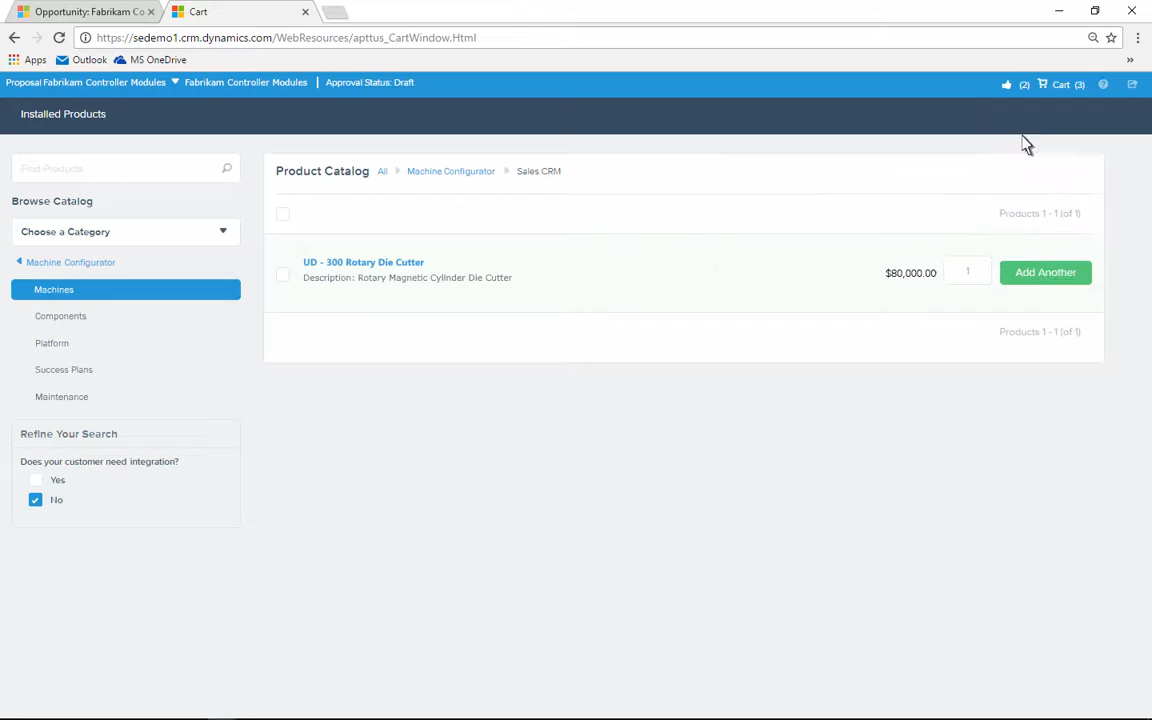 Opportunity: Fabrikam Co
Cart
https://sedemo1.crm.dynamics.com/WebResources/apttus_CartWindow.Html
Apps Outlook MS OneDrive
Proposal Fabrikam Controller Modules Fabrikam Controller Modules | Approval Status: Draft
(2) Cart (3)
Installed Products
Find Products
Browse Catalog
Choose a Category
Machine Configurator
Machines
Components
Platform
Success Plans
Maintenance
Refine Your Search
Does your customer need integration?
Yes
No
Product Catalog All Machine Configurator Sales CRM
Products 1 - 1 (of 1)
UD - 300 Rotary Die Cutter
Description: Rotary Magnetic Cylinder Die Cutter
$80,000.00 1 Add Another
Products 1 - 1 (of 1)